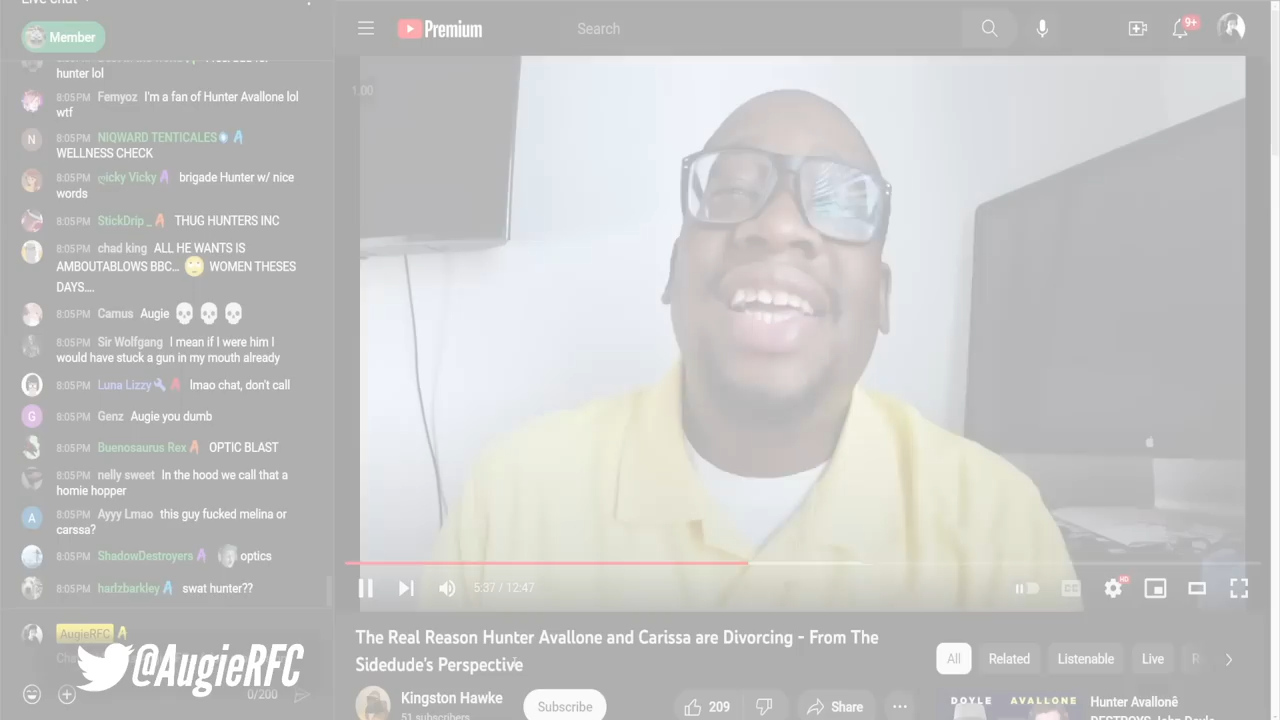 Live chat
Member
Premium
Search
9+
hunter lol
8:05PM Femyoz I'm a fan of Hunter Avallone lol
wtf
N 8:05PM NIQWARD TENTICALES
WELLNESS CHECK
8:05PM Vicky brigade Hunter w/ nice
words
8:05PM StickDrip_ THUG HUNTERS INC
8:05PM chad king ALL HE WANTS IS
AMBOUTABLOWS BBC... WOMEN THESES
DAYS....
8:05PM Camus Augie
8:05PM Sir Wolfgang I mean if I were him I
would have stuck a gun in my mouth already
8:05PM Luna Lizzy lmao chat, don't call
G 8:05PM Genz Augie you dumb
8:05PM Buenosaurus Rex OPTIC BLAST
8:05PM nelly sweet In the hood we call that a
homie hopper
A 8:05PM Ayyy Lmao this guy fucked melina or
carssa?
8:05PM ShadowDestroyers optics
8:05PM harlzbarkley swat hunter??
AugieRFC
@AugieRFC
0/200
1:00
5:37 / 12:47
CC
HD
The Real Reason Hunter Avallone and Carissa are Divorcing - From The
Sidedude's Perspective
Kingston Hawke
51 subscribers
Subscribe
209
Share
All
Related
Listenable
Live
DOYLE AVALLONE
Hunter Avallonê
DESTROYS John Doyle